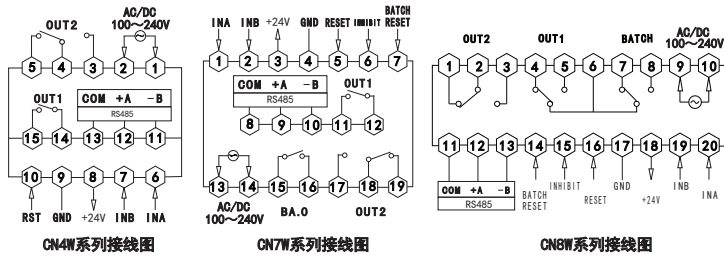 OUT2
AC/DC
100～240V
5 4 3 2 1
OUT1
COM +A -B
RS485
15 14 13 12 11
10 9 8 7 6
RST GND +24V INB INA
CN4W系列接线图
INA INB +24V GND RESET INHIBIT BATCH RESET
1 2 3 4 5 6 7
COM +A -B
RS485
OUT1
8 9 10 11 12
13 14 15 16 17 18 19
AC/DC
100～240V
BA.O OUT2
CN7W系列接线图
OUT2 OUT1 BATCH
AC/DC
100～240V
1 2 3 4 5 6 7 8 9 10
11 12 13 14 15 16 17 18 19 20
COM +A -B
RS485
BATCH RESET INHIBIT RESET GND +24V INB INA
CN8W系列接线图